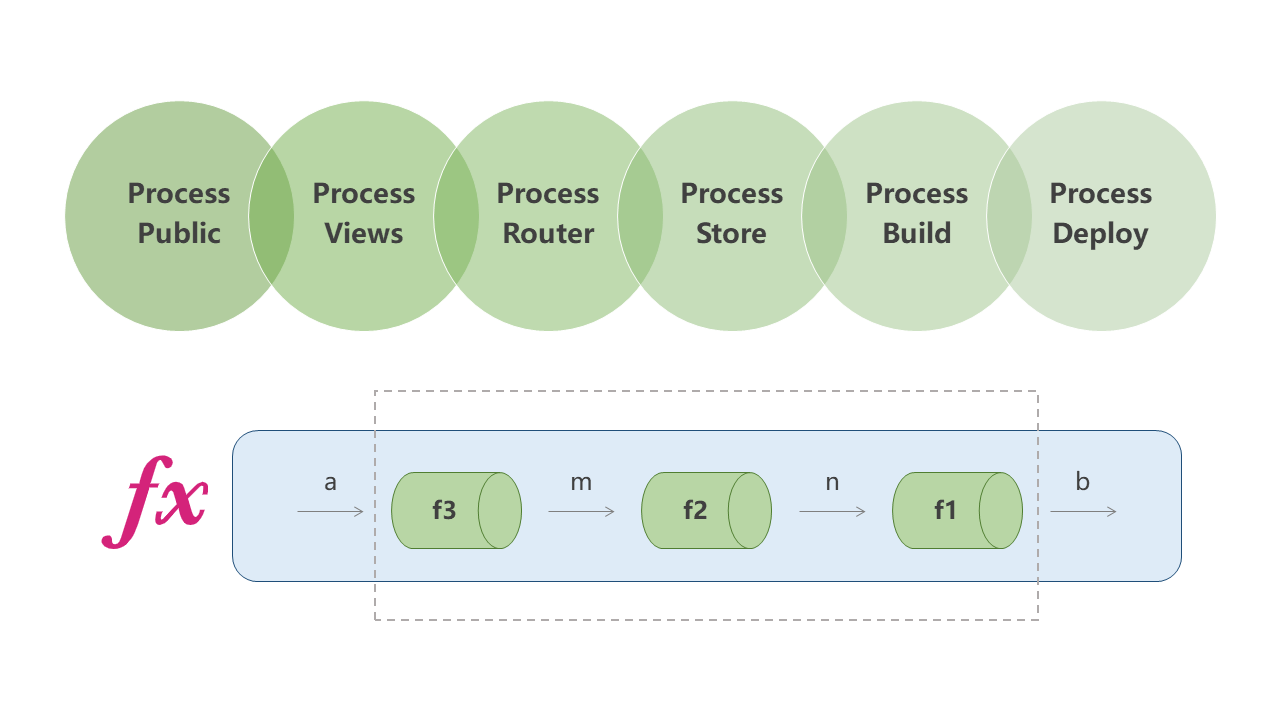 Process Process Process Process Process Process
Public Views Router Store Build Deploy
fx
a m n b
f3 f2 f1